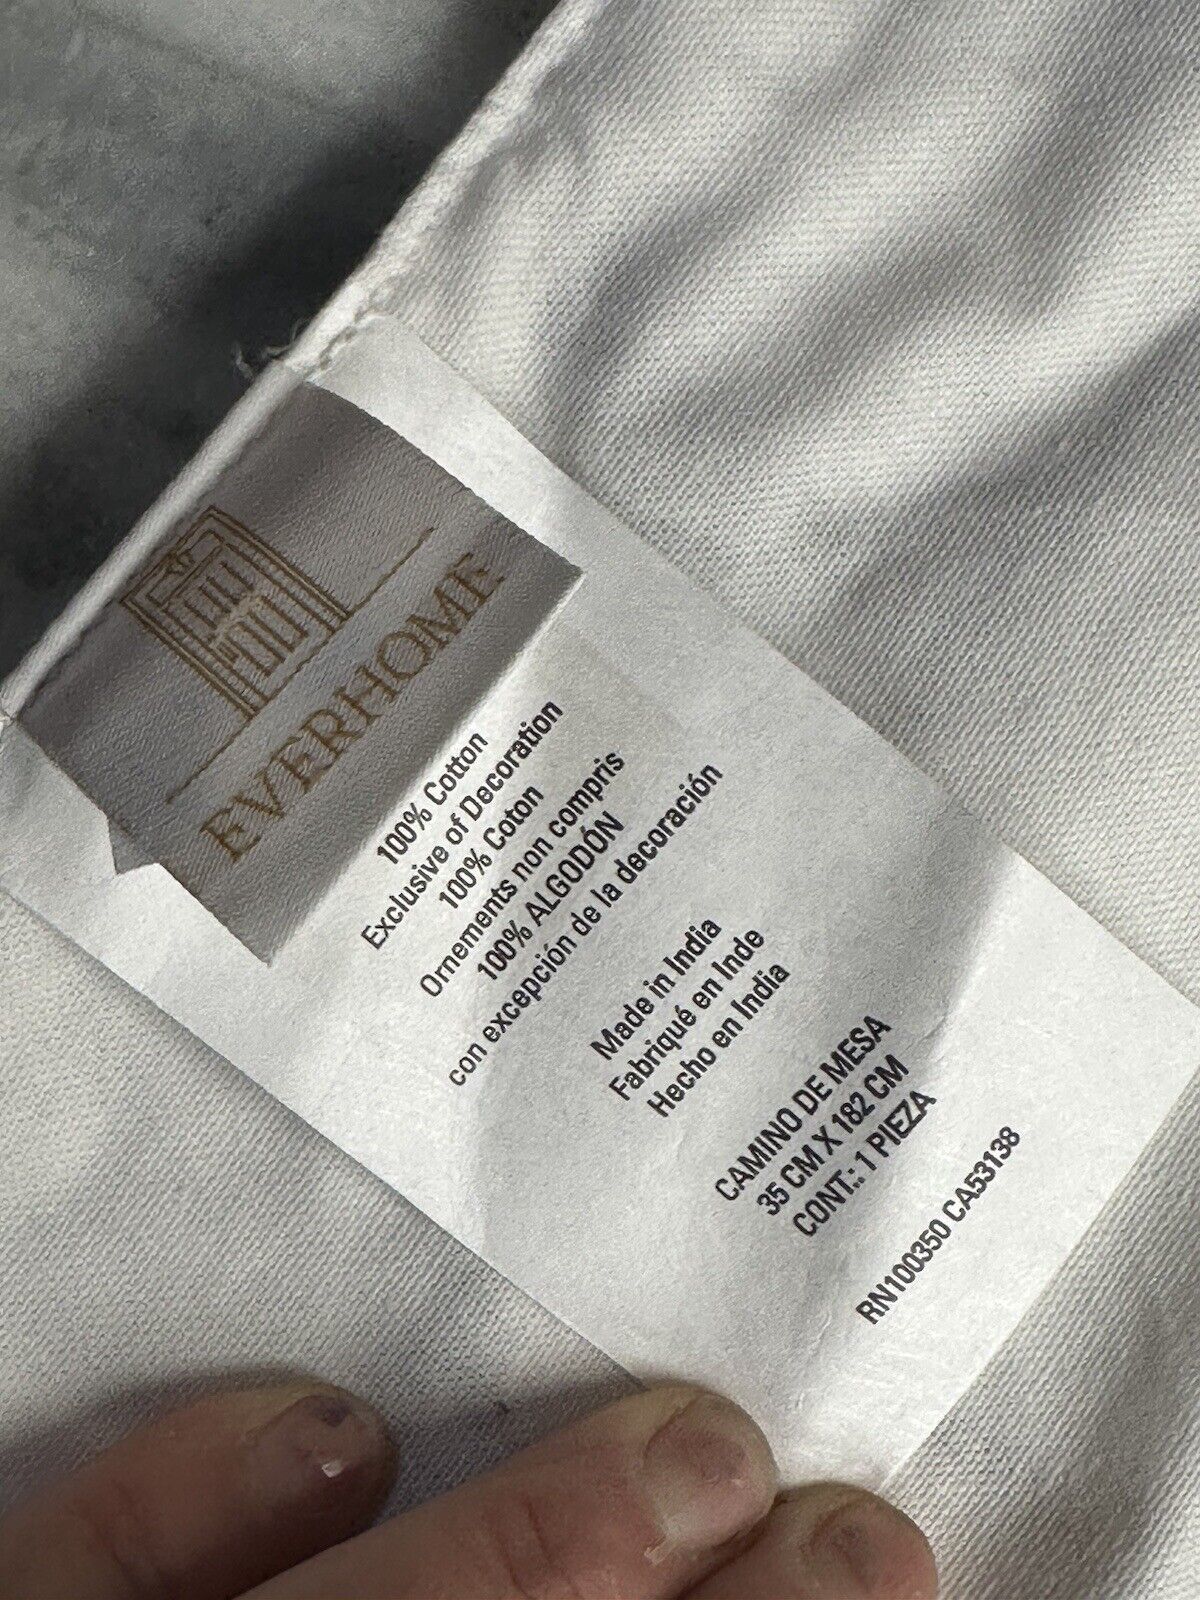 EVERHOME
100% Cotton
Exclusive of Decoration
100% Coton
Ornements non compris
100% ALGODÓN
con excepción de la decoración
Made in India
Fabriqué en Inde
Hecho en India
CAMINO DE MESA
35 CM X 182 CM
CONT.: 1 PIEZA
RN100350 CA53138